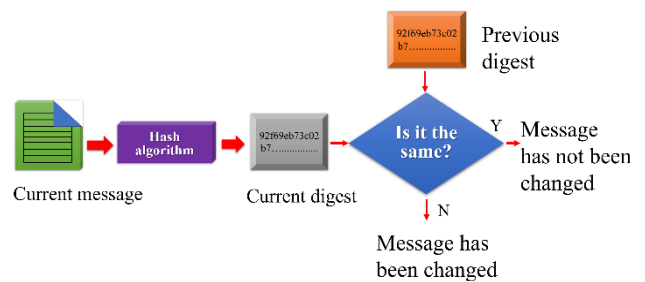 92f69eb73c02
b7................
Previous
digest
Hash
algorithm
92f69eb73c02
b7................
Is it the
same?
Y
Message
has not been
changed
Current message
Current digest
N
Message has
been changed